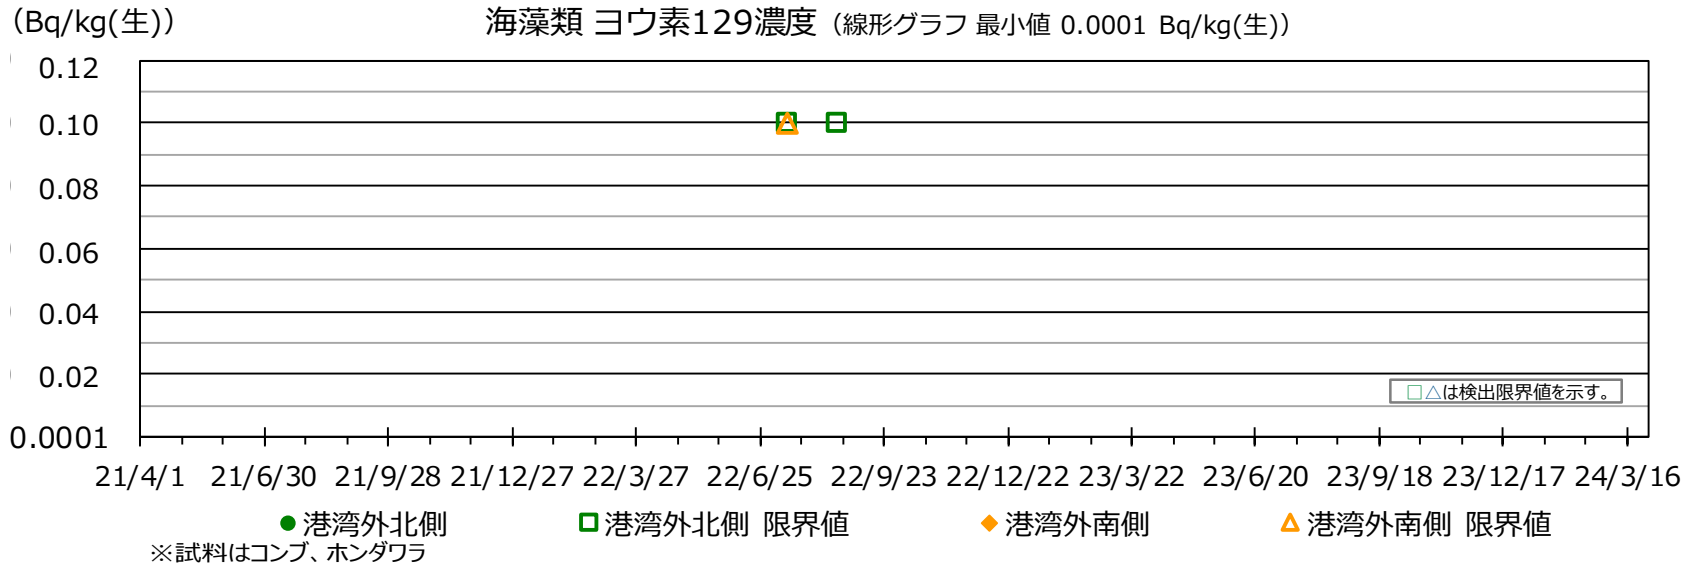 (Bq/kg(生)) 海藻類 ヨウ素129濃度（線形グラフ 最小値 0.0001 Bq/kg(生)）
0.12
0.10
0.08
0.06
0.04
0.02
□△は検出限界値を示す。
0.0001
21/4/1 21/6/30 21/9/28 21/12/27 22/3/27 22/6/25 22/9/23 22/12/22 23/3/22 23/6/20 23/9/18 23/12/17 24/3/16
港湾外北側 港湾外北側 限界値 港湾外南側 港湾外南側 限界値
※試料はコンブ、ホンダワラ